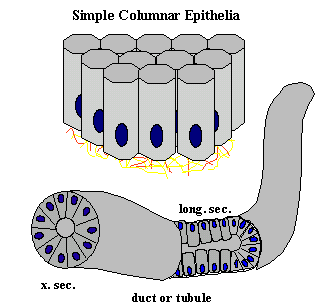 Simple Columnar Epithelia
long. sec.
x. sec.
duct or tubule